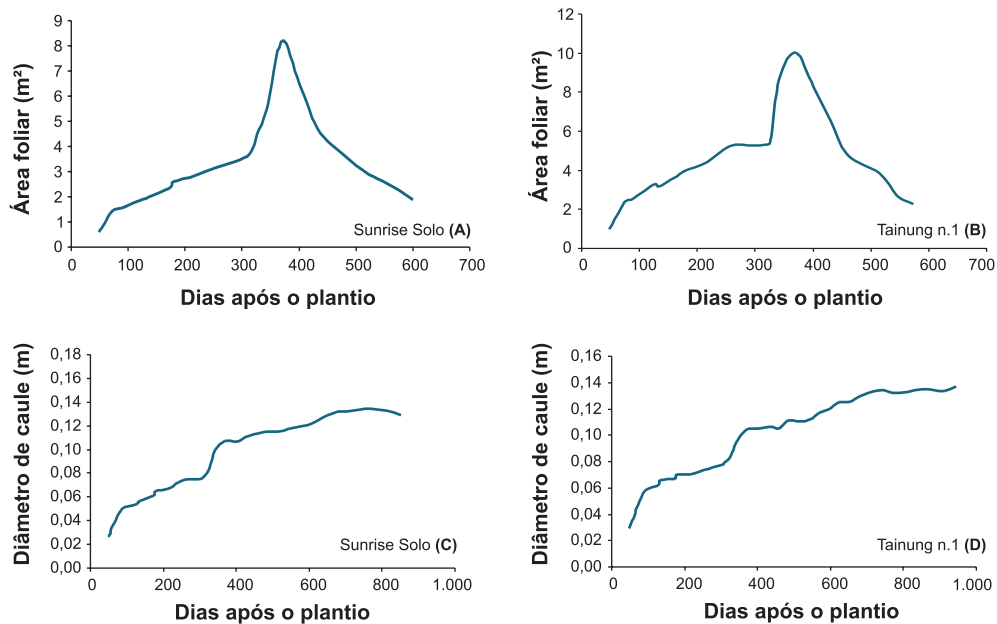 Área foliar (m²)
9
8
7
6
5
4
3
2
1
0
0 100 200 300 400 500 600 700
Sunrise Solo (A)
Dias após o plantio
Área foliar (m²)
12
10
8
6
4
2
0
0 100 200 300 400 500 600 700
Tainung n.1 (B)
Dias após o plantio
Diâmetro de caule (m)
0,18
0,16
0,14
0,12
0,10
0,08
0,06
0,04
0,02
0,00
0 200 400 600 800 1.000
Sunrise Solo (C)
Dias após o plantio
Diâmetro de caule (m)
0,16
0,14
0,12
0,10
0,08
0,06
0,04
0,02
0,00
0 200 400 600 800 1.000
Tainung n.1 (D)
Dias após o plantio